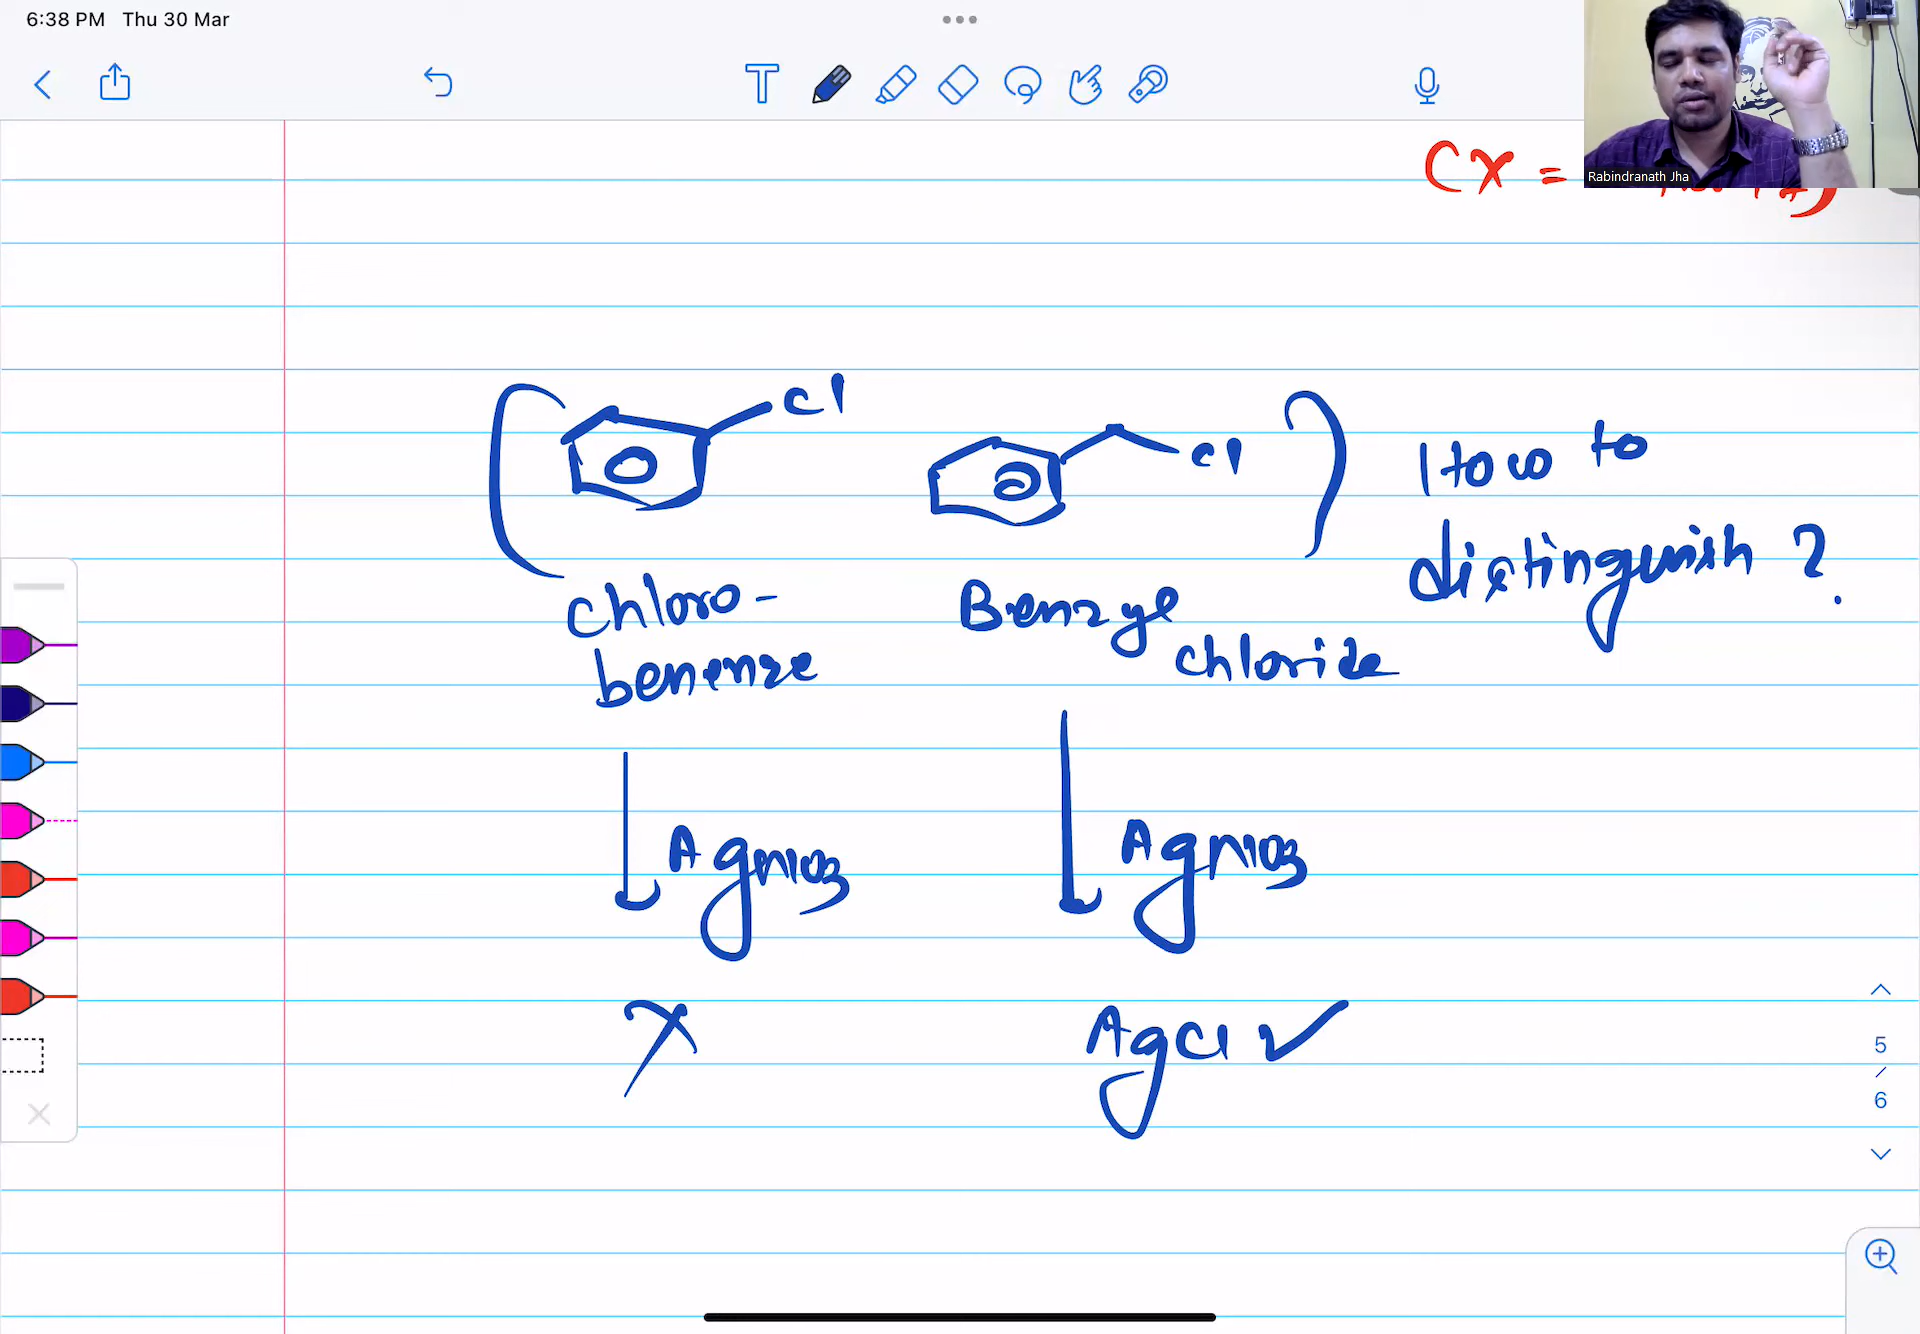 6:38 PM Thu 30 Mar
Rabindranath Jha
CX =
Cl
Cl
How to
distinguish ?
chloro-
benenze
Benzye
chloride
AgNO3
AgNO3
X
AgCl ✓
5
/
6